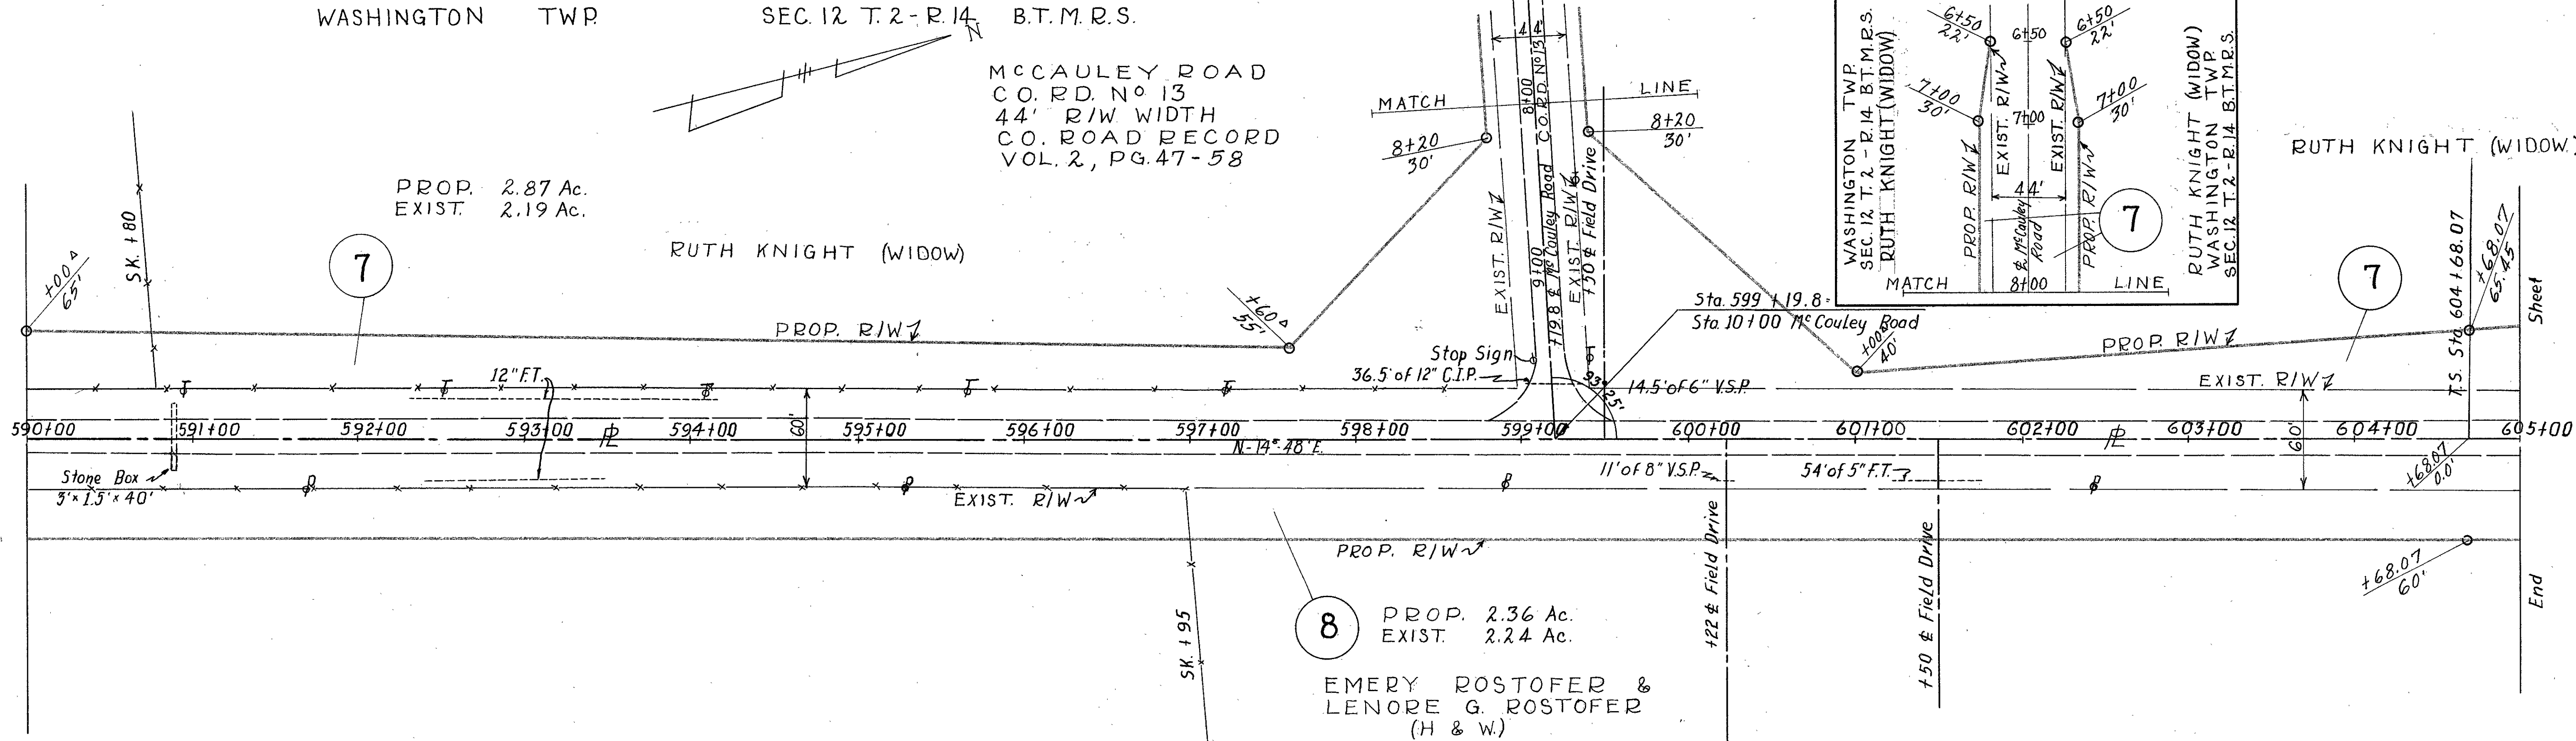 WASHINGTON TWP. SEC. 12 T. 2 - R. 14 B.T.M.R.S.
N
McCAULEY ROAD
CO. RD. No 13
44' R/W WIDTH
CO. ROAD RECORD
VOL. 2, PG. 47-58
PROP. 2.87 Ac.
EXIST. 2.19 Ac.
RUTH KNIGHT (WIDOW)
7
SK. +80
+00
65'
PROP. R/W
+60
55'
MATCH LINE
44'
8+20
30'
8+20
30'
8+00
CO. RD. No 13
EXIST. R/W
9+00
+19.8 ₵ McCauley Road
EXIST. R/W
+50 ₵ Field Drive
Sta. 599+19.8 =
Sta. 10+00 McCouley Road
Stop Sign
36.5' of 12" C.I.P.
93°
25'
14.5' of 6" V.S.P.
+00
40'
WASHINGTON TWP.
SEC. 12 T. 2 - R. 14 B.T.M.R.S.
RUTH KNIGHT (WIDOW)
6+50
22'
6+50
6+50
22'
7+00
30'
7+00
7+00
30'
EXIST. R/W
EXIST. R/W
PROP. R/W
PROP. R/W
44'
₵ McCauley Road
7
MATCH 8+00 LINE
RUTH KNIGHT (WIDOW)
WASHINGTON TWP.
SEC. 12 T. 2 - R. 14 B.T.M.R.S.
RUTH KNIGHT (WIDOW)
7
T.S. Sta. 604+68.07
+68.07
65.45
Sheet
PROP. R/W
EXIST. R/W
12" F.T.
60'
590+00 591+00 592+00 593+00 594+00 595+00 596+00 597+00 598+00 599+00 600+00 601+00 602+00 603+00 604+00 605+00
N-14°-48' E.
Stone Box
3' x 1.5' x 40'
EXIST. R/W
11' of 8" V.S.P.
54' of 5" F.T.
60'
+68.07
0.0'
PROP. R/W
SK. +95
+22 ₵ Field Drive
+50 ₵ Field Drive
+68.07
60'
End
8
PROP. 2.36 Ac.
EXIST. 2.24 Ac.
EMERY ROSTOFER &
LENORE G. ROSTOFER
(H & W.)